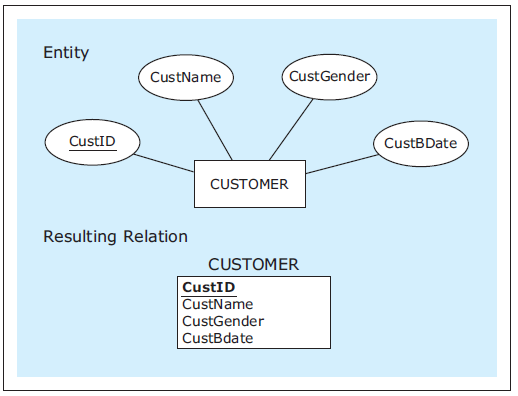 Entity
CustName
CustGender
CustID
CustBDate
CUSTOMER
Resulting Relation
CUSTOMER
CustID
CustName
CustGender
CustBdate